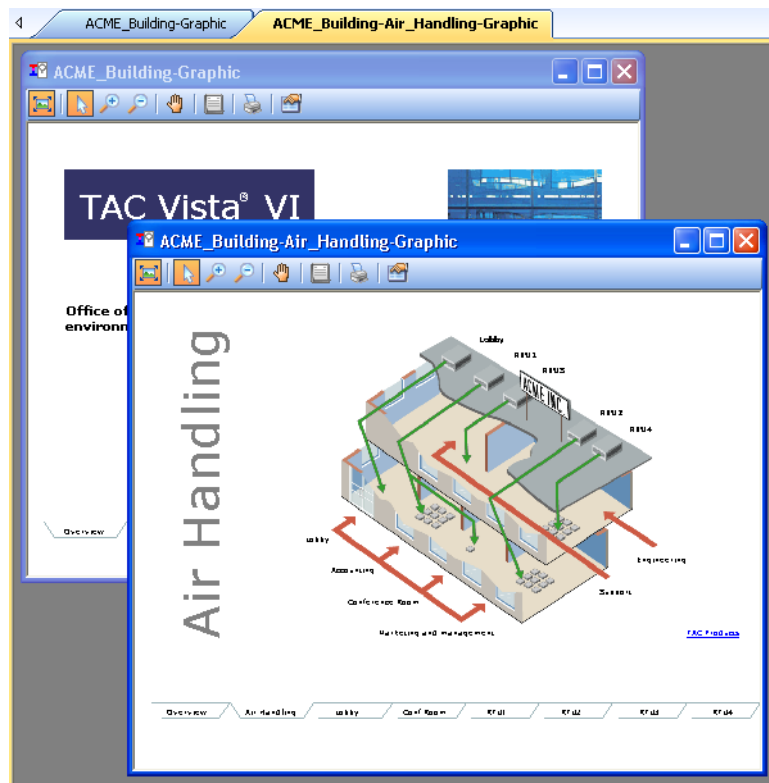 ACME_Building-Graphic ACME_Building-Air_Handling-Graphic
ACME_Building-Graphic
TAC Vista® VI
ACME_Building-Air_Handling-Graphic
Office of
environm
Air Handling
Lobby
RTU1
RTU3
ACME INC.
RTU2
RTU4
Overview
Lobby
Accounting
Conference Room
Marketing and management
Engineering
Support
TAC Products
Overview Air Handling Lobby Conf Room RTU1 RTU2 RTU3 RTU4